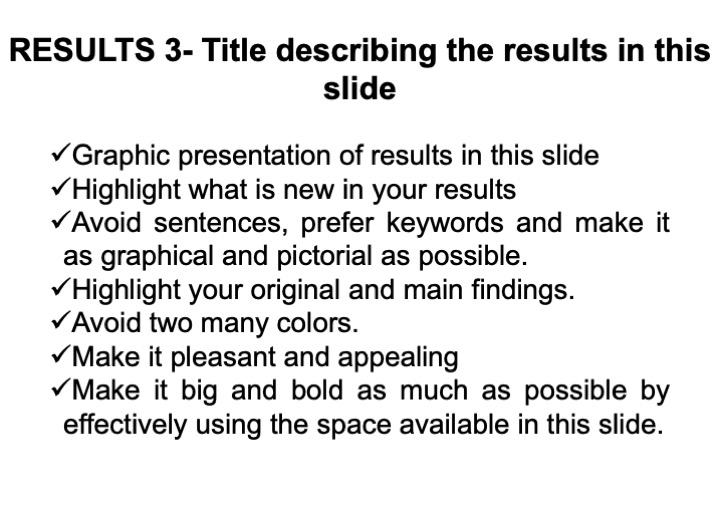 RESULTS 3- Title describing the results in this
slide
✓Graphic presentation of results in this slide
✓Highlight what is new in your results
✓Avoid sentences, prefer keywords and make it
as graphical and pictorial as possible.
✓Highlight your original and main findings.
✓Avoid two many colors.
✓Make it pleasant and appealing
✓Make it big and bold as much as possible by
effectively using the space available in this slide.